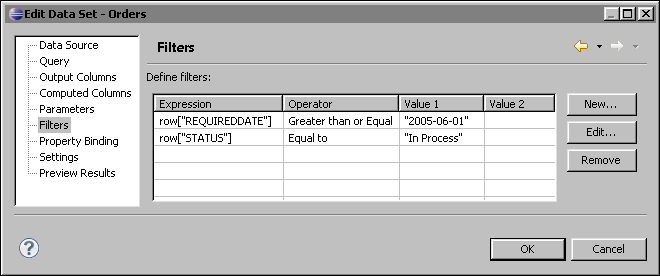 Edit Data Set - Orders
Data Source
Query
Output Columns
Computed Columns
Parameters
Filters
Property Binding
Settings
Preview Results
Filters
Define filters:
Expression Operator Value 1 Value 2
row["REQUIREDDATE"] Greater than or Equal "2005-06-01"
row["STATUS"] Equal to "In Process"
New...
Edit...
Remove
?
OK Cancel